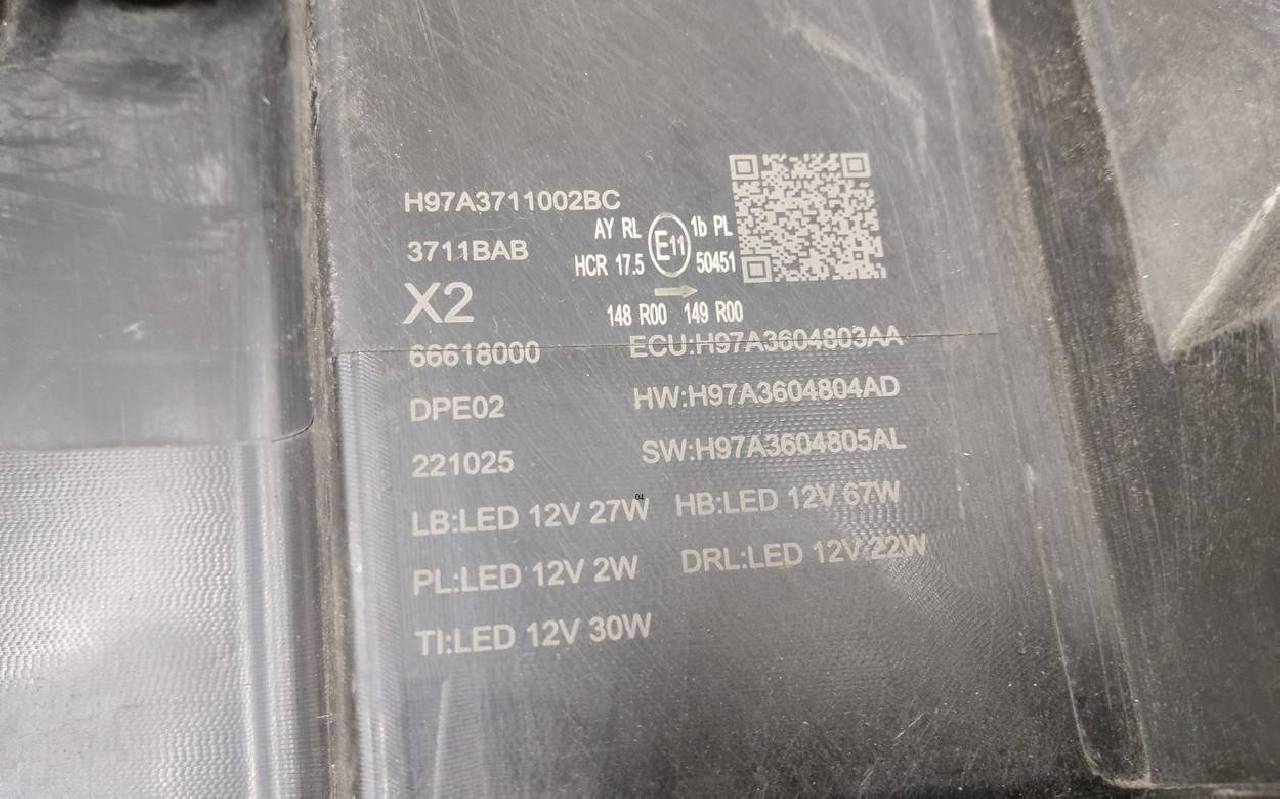 H97A3711002BC
AY RL E11 1b PL
3711BAB
HCR 17.5 50451
X2
148 R00 149 R00
66618000 ECU:H97A3604803AA
DPE02 HW:H97A3604804AD
221025 SW:H97A3604805AL
LB:LED 12V 27W HB:LED 12V 67W
PL:LED 12V 2W DRL:LED 12V 22W
TI:LED 12V 30W